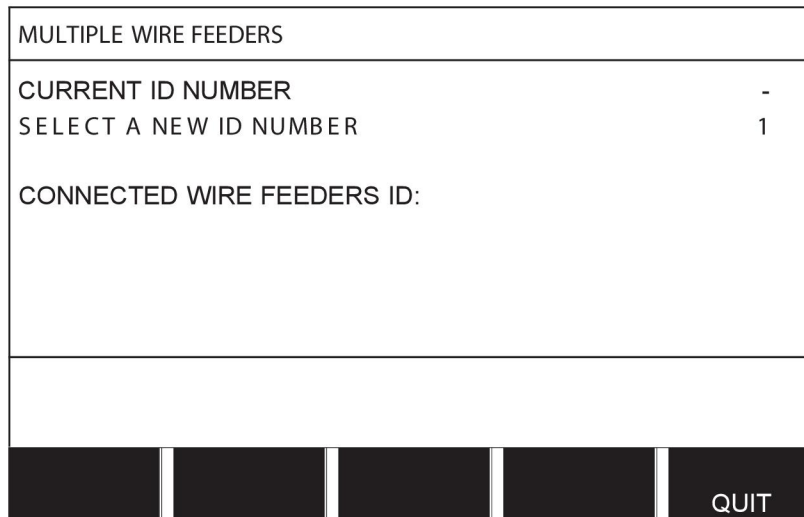 MULTIPLE WIRE FEEDERS
CURRENT ID NUMBER -
SELECT A NEW ID NUMBER 1
CONNECTED WIRE FEEDERS ID:
QUIT